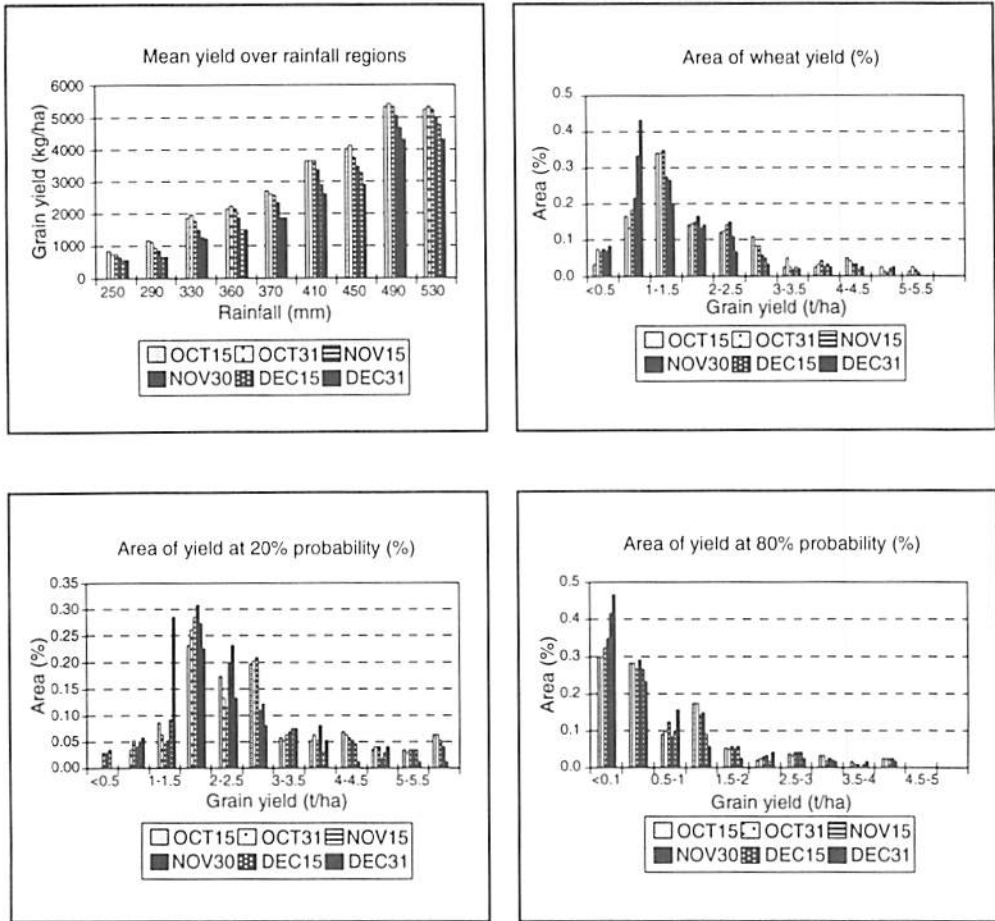 Mean yield over rainfall regions
Grain yield (kg/ha)
6000
5000
4000
3000
2000
1000
0
250 290 330 360 370 410 450 490 530
Rainfall (mm)
OCT15 OCT31 NOV15
NOV30 DEC15 DEC31
Area of wheat yield (%)
Area (%)
0.5
0.4
0.3
0.2
0.1
0.0
<0.5 1-1.5 2-2.5 3-3.5 4-4.5 5-5.5
Grain yield (t/ha)
OCT15 OCT31 NOV15
NOV30 DEC15 DEC31
Area of yield at 20% probability (%)
Area (%)
0.35
0.30
0.25
0.20
0.15
0.10
0.05
0.00
<0.5 1-1.5 2-2.5 3-3.5 4-4.5 5-5.5
Grain yield (t/ha)
OCT15 OCT31 NOV15
NOV30 DEC15 DEC31
Area of yield at 80% probability (%)
Area (%)
0.5
0.4
0.3
0.2
0.1
0.0
<0.1 0.5-1 1.5-2 2.5-3 3.5-4 4.5-5
Grain yield (t/ha)
OCT15 OCT31 NOV15
NOV30 DEC15 DEC31